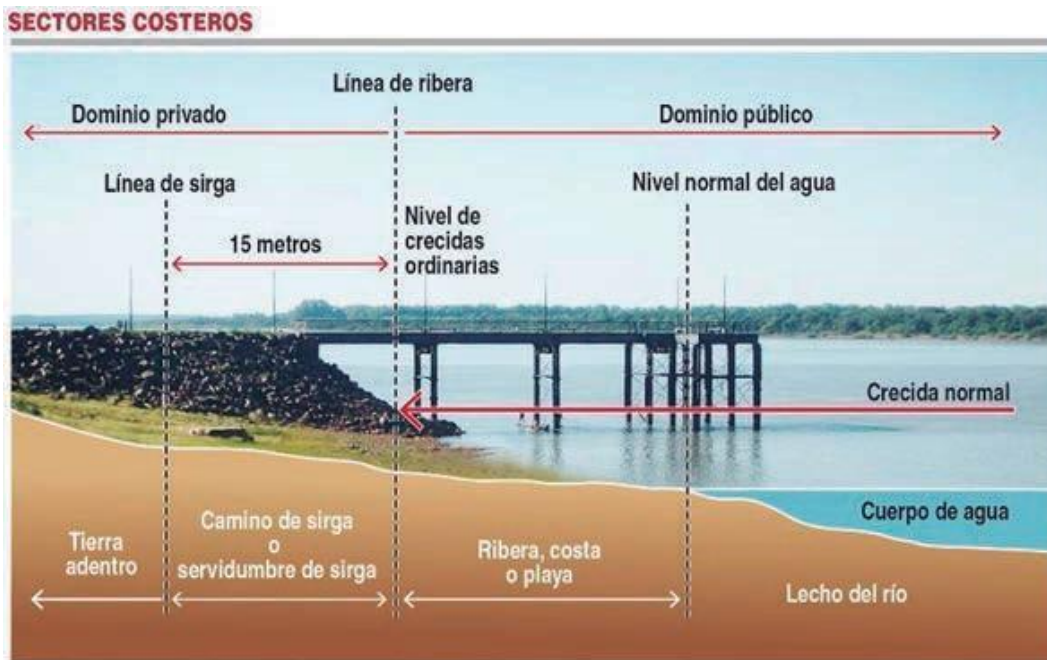 SECTORES COSTEROS
Línea de ribera
Dominio privado
Dominio público
Línea de sirga
Nivel normal del agua
15 metros
Nivel de
crecidas
ordinarias
Crecida normal
Cuerpo de agua
Tierra
adentro
Camino de sirga
o
servidumbre de sirga
Ribera, costa
o playa
Lecho del río